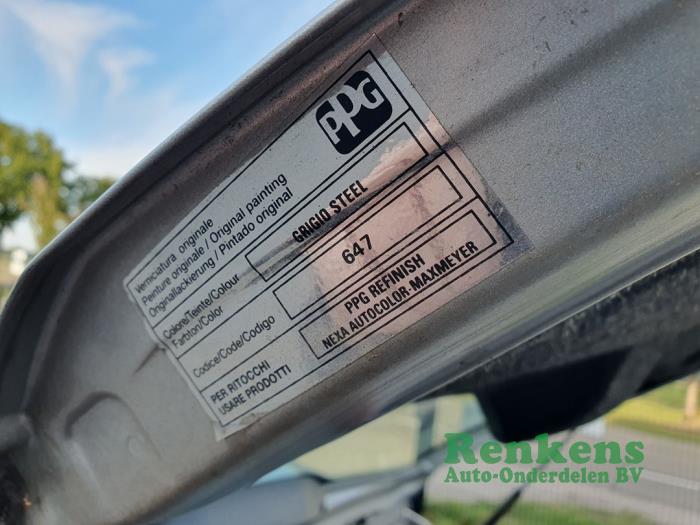 PPG
Verniciatura originale
Peinture originale / Original painting
Originallackierung / Pintado original
Colore/Teinte/Colour
Farbton/Color
GRIGIO STEEL
Codice/Code/Codigo
647
PER RITOCCHI
USARE PRODOTTI
PPG REFINISH
NEXA AUTOCOLOR-MAXMEYER
Renkens
Auto-Onderdelen BV